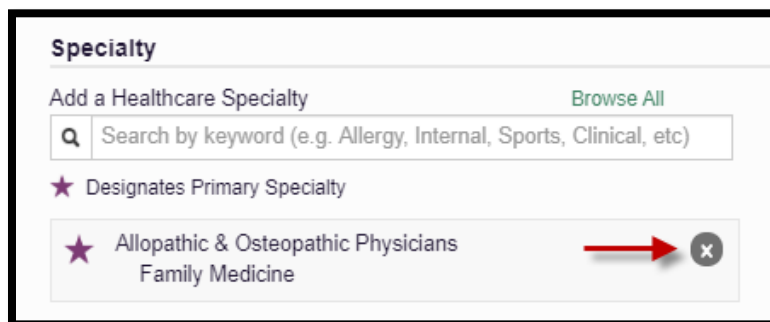 Specialty
Add a Healthcare Specialty Browse All
Search by keyword (e.g. Allergy, Internal, Sports, Clinical, etc)
Designates Primary Specialty
Allopathic & Osteopathic Physicians
Family Medicine